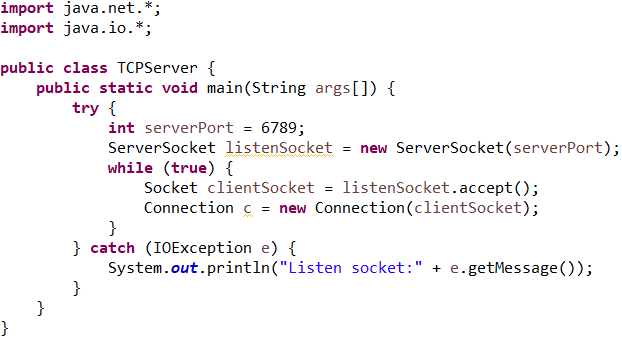 import java.net.*;
import java.io.*;

public class TCPServer {
    public static void main(String args[]) {
        try {
            int serverPort = 6789;
            ServerSocket listenSocket = new ServerSocket(serverPort);
            while (true) {
                Socket clientSocket = listenSocket.accept();
                Connection c = new Connection(clientSocket);
            }
        } catch (IOException e) {
            System.out.println("Listen socket:" + e.getMessage());
        }
    }
}